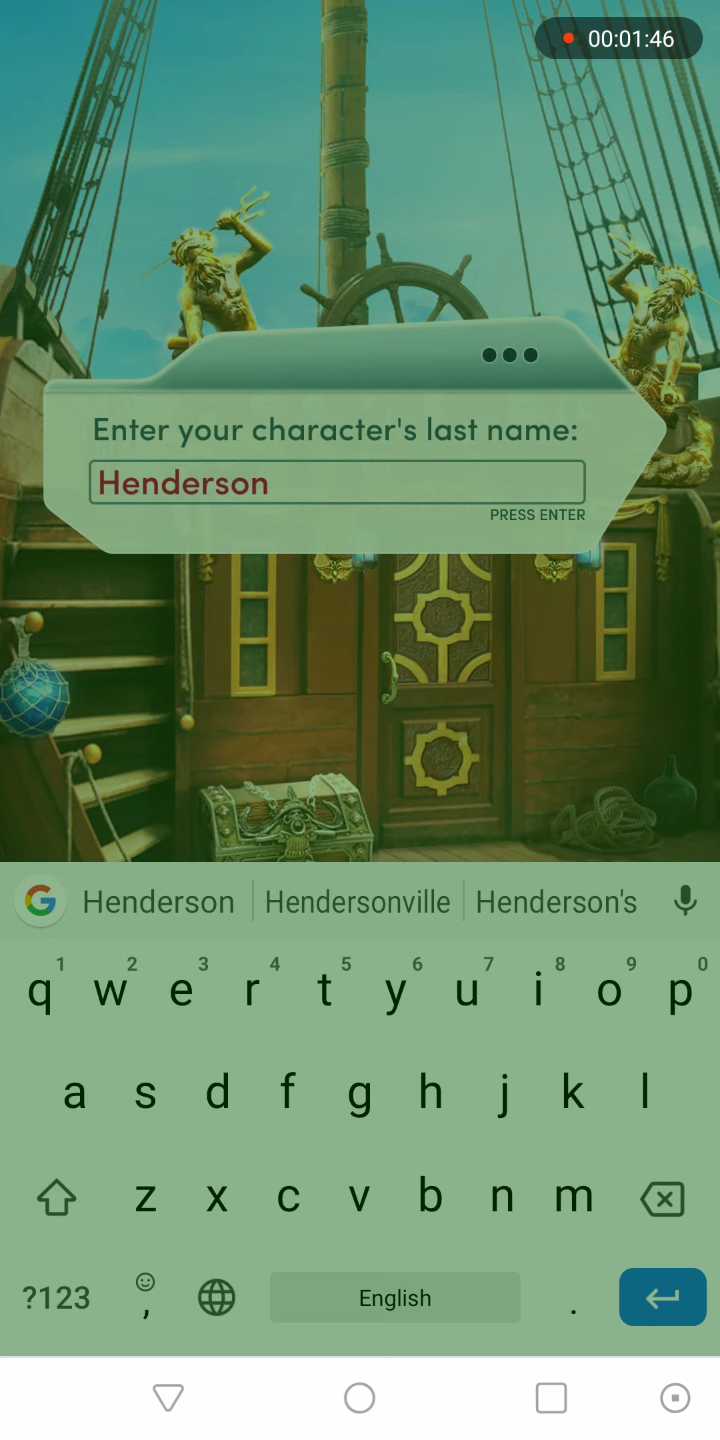 00:01:46
Enter your character's last name:
Henderson
PRESS ENTER
Henderson Hendersonville Henderson's
1 2 3 4 5 6 7 8 9 0
q w e r t y u i o p
a s d f g h j k l
z x c v b n m
?123 , English .